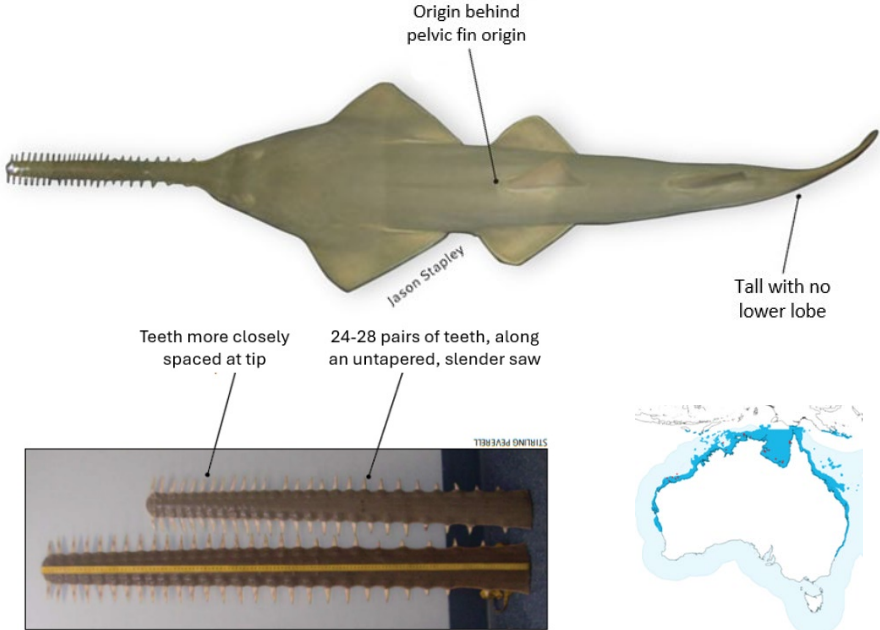 Origin behind
pelvic fin origin
Jason Stapley
Tall with no
lower lobe
Teeth more closely
spaced at tip
24-28 pairs of teeth, along
an untapered, slender saw
STIRLING PEVERELL